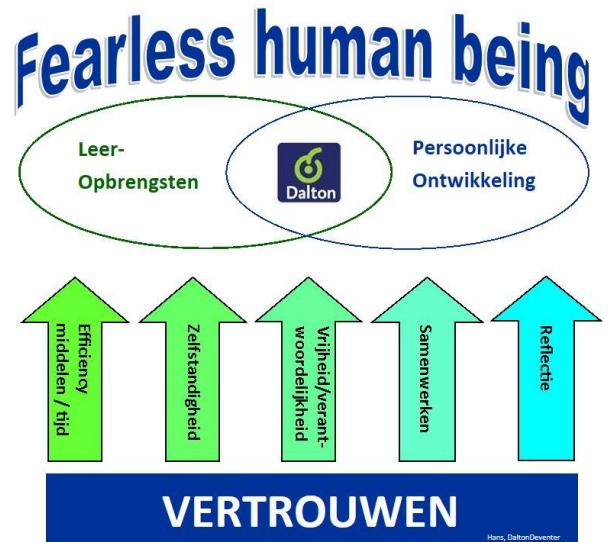 Fearless human being
Leer-
Opbrengsten
Dalton
Persoonlijke
Ontwikkeling
Efficiency
middelen / tijd
Zelfstandigheid
Vrijheid/verant-
woordelijkheid
Samenwerken
Reflectie
VERTROUWEN
Hans, DaltonDeventer